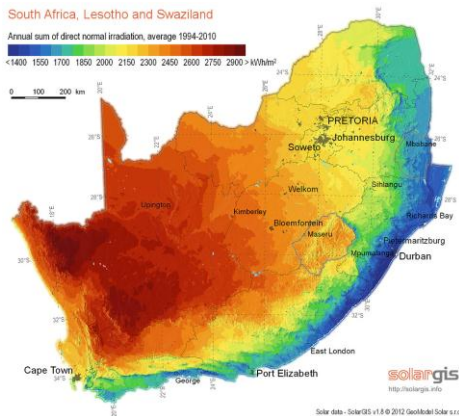 South Africa, Lesotho and Swaziland
Annual sum of direct normal irradiation, average 1994-2010
<1400 1550 1700 1850 2000 2150 2300 2450 2600 2750 2900 > kWh/m²
0 100 200 km
PRETORIA
Johannesburg
Soweto
Mbabane
Sihlangu
Welkom
Upington
Kimberley
Bloemfontein
Maseru
Richards Bay
Pietermaritzburg
Mpumalanga
Durban
East London
Cape Town
George
Port Elizabeth
solargis
http://solargis.info
Solar data - SolarGIS v1.8 © 2012 GeoModel Solar s.r.o.